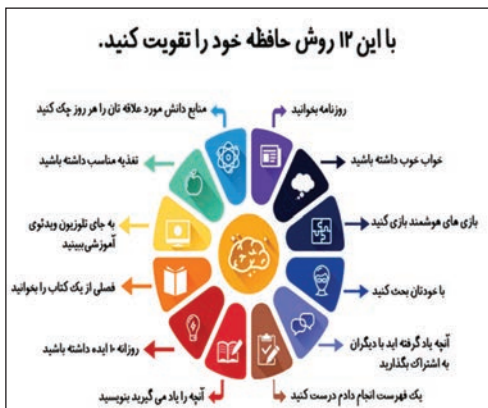 با این ۱۲ روش حافظه خود را تقویت کنید.
روزنامه بخوانید
منابع دانش مورد علاقه تان را هر روز چک کنید
خواب خوب داشته باشید
تغذیه مناسب داشته باشید
بازی های هوشمند بازی کنید
به جای تلوزیون ویدئوی
آموزشی ببینید
با خودتان بحث کنید
فصلی از یک کتاب را بخوانید
آنچه یاد گرفته اید با دیگران
به اشتراک بگذارید
روزانه ۱۰ ایده داشته باشید
یک فهرست انجام دادم درست کنید
آنچه را یاد می گیرید بنویسید